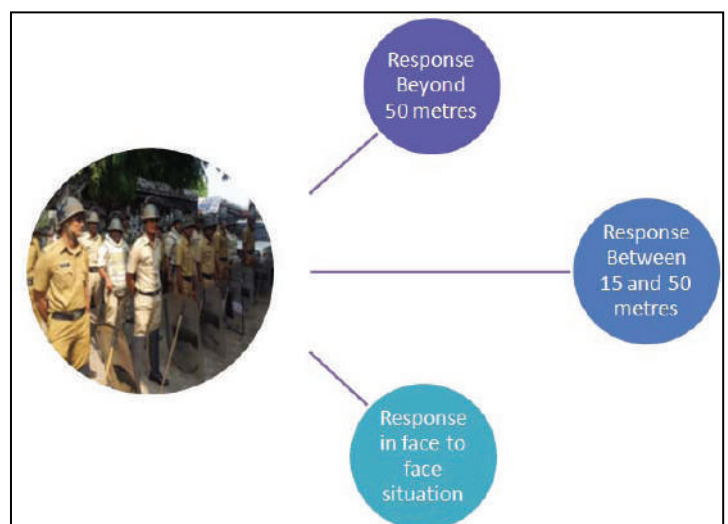 Response
Beyond
50 metres
Response
Between
15 and 50
metres
Response
in face to
face
situation